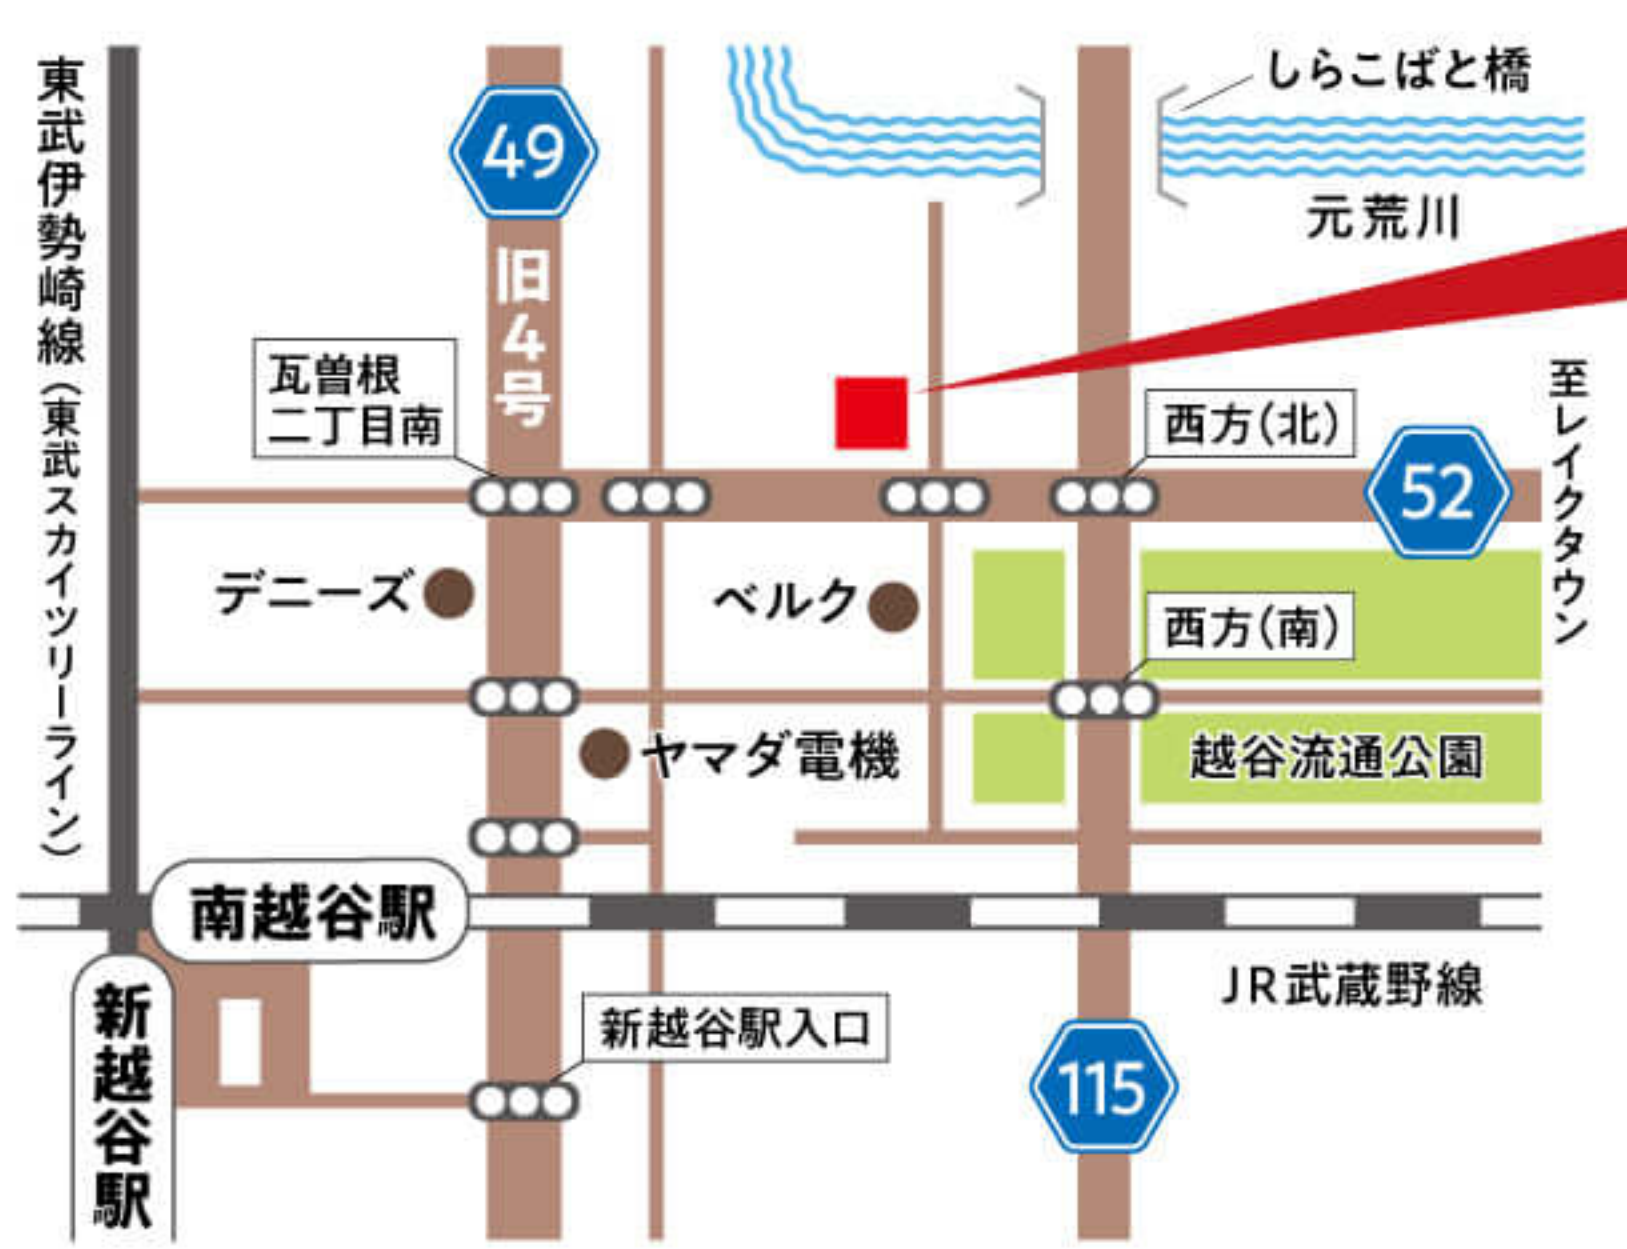 東武伊勢崎線（東武スカイツリーライン）
49
旧4号
しらこばと橋
元荒川
瓦曽根
二丁目南
西方(北)
52
至レイクタウン
デニーズ
ベルク
西方(南)
ヤマダ電機
越谷流通公園
南越谷駅
JR武蔵野線
新越谷駅
新越谷駅入口
115